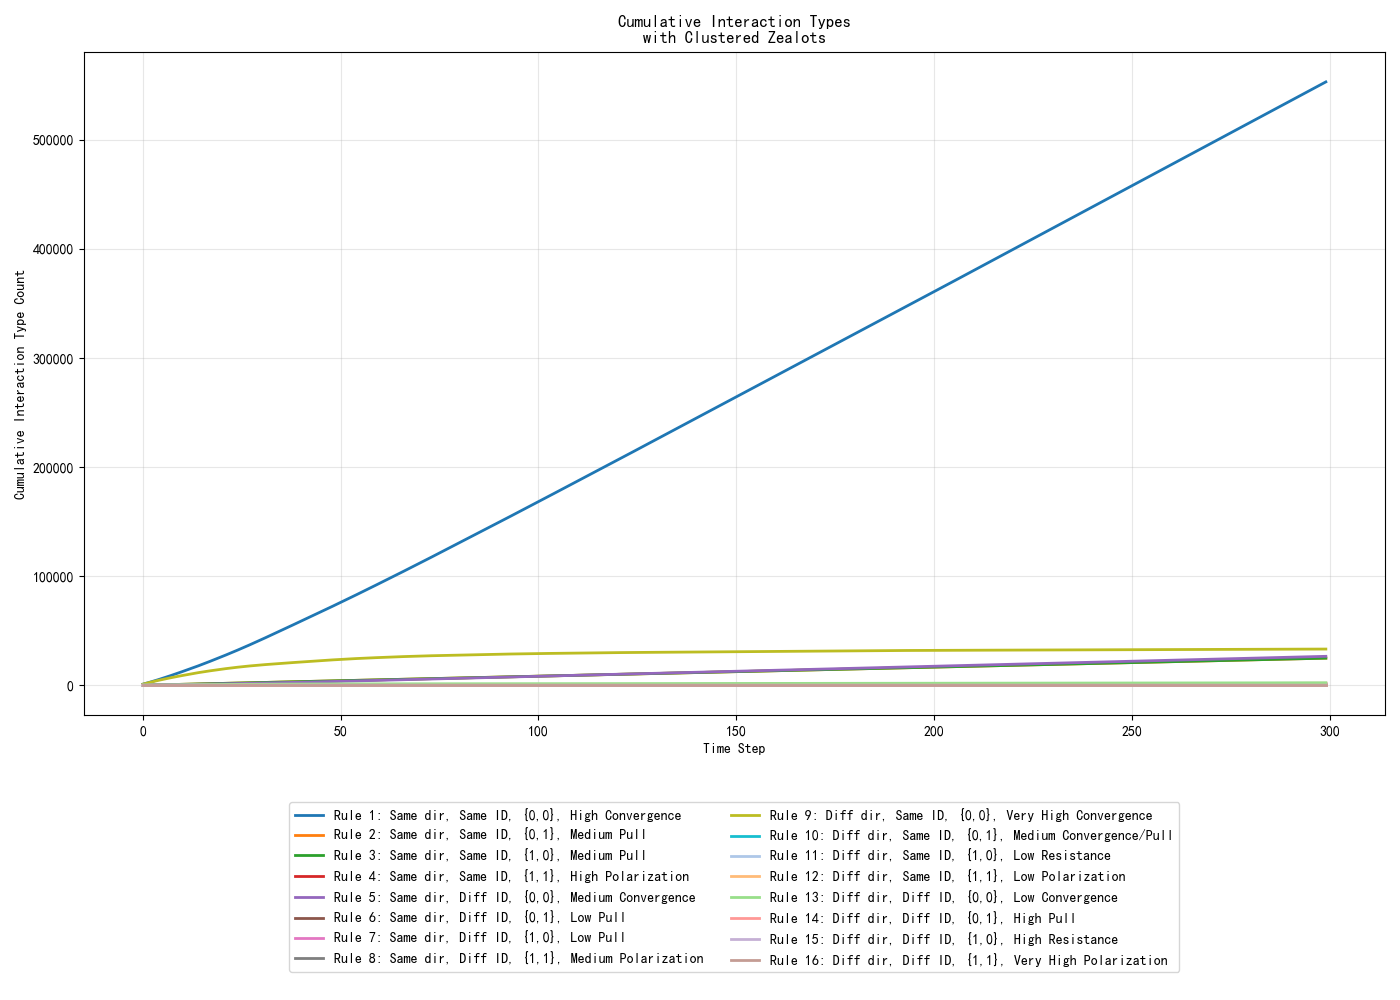 Cumulative Interaction Types
with Clustered Zealots
Cumulative Interaction Type Count
500000
400000
300000
200000
100000
0
0 50 100 150 200 250 300
Time Step
Rule 1: Same dir, Same ID, {0,0}, High Convergence
Rule 2: Same dir, Same ID, {0,1}, Medium Pull
Rule 3: Same dir, Same ID, {1,0}, Medium Pull
Rule 4: Same dir, Same ID, {1,1}, High Polarization
Rule 5: Same dir, Diff ID, {0,0}, Medium Convergence
Rule 6: Same dir, Diff ID, {0,1}, Low Pull
Rule 7: Same dir, Diff ID, {1,0}, Low Pull
Rule 8: Same dir, Diff ID, {1,1}, Medium Polarization
Rule 9: Diff dir, Same ID, {0,0}, Very High Convergence
Rule 10: Diff dir, Same ID, {0,1}, Medium Convergence/Pull
Rule 11: Diff dir, Same ID, {1,0}, Low Resistance
Rule 12: Diff dir, Same ID, {1,1}, Low Polarization
Rule 13: Diff dir, Diff ID, {0,0}, Low Convergence
Rule 14: Diff dir, Diff ID, {0,1}, High Pull
Rule 15: Diff dir, Diff ID, {1,0}, High Resistance
Rule 16: Diff dir, Diff ID, {1,1}, Very High Polarization